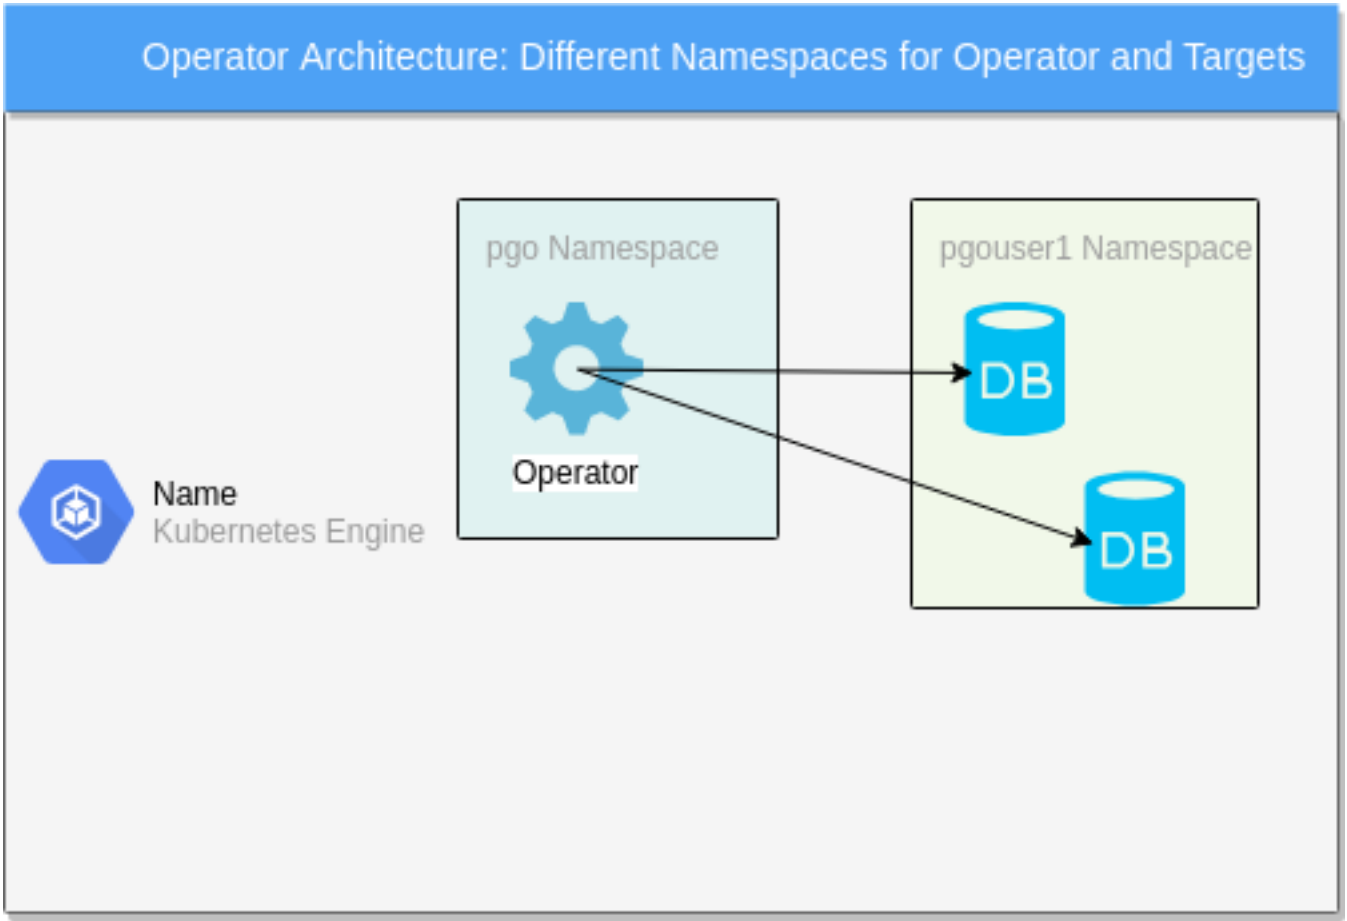 Operator Architecture: Different Namespaces for Operator and Targets
pgo Namespace
Operator
pgouser1 Namespace
DB
DB
Name
Kubernetes Engine